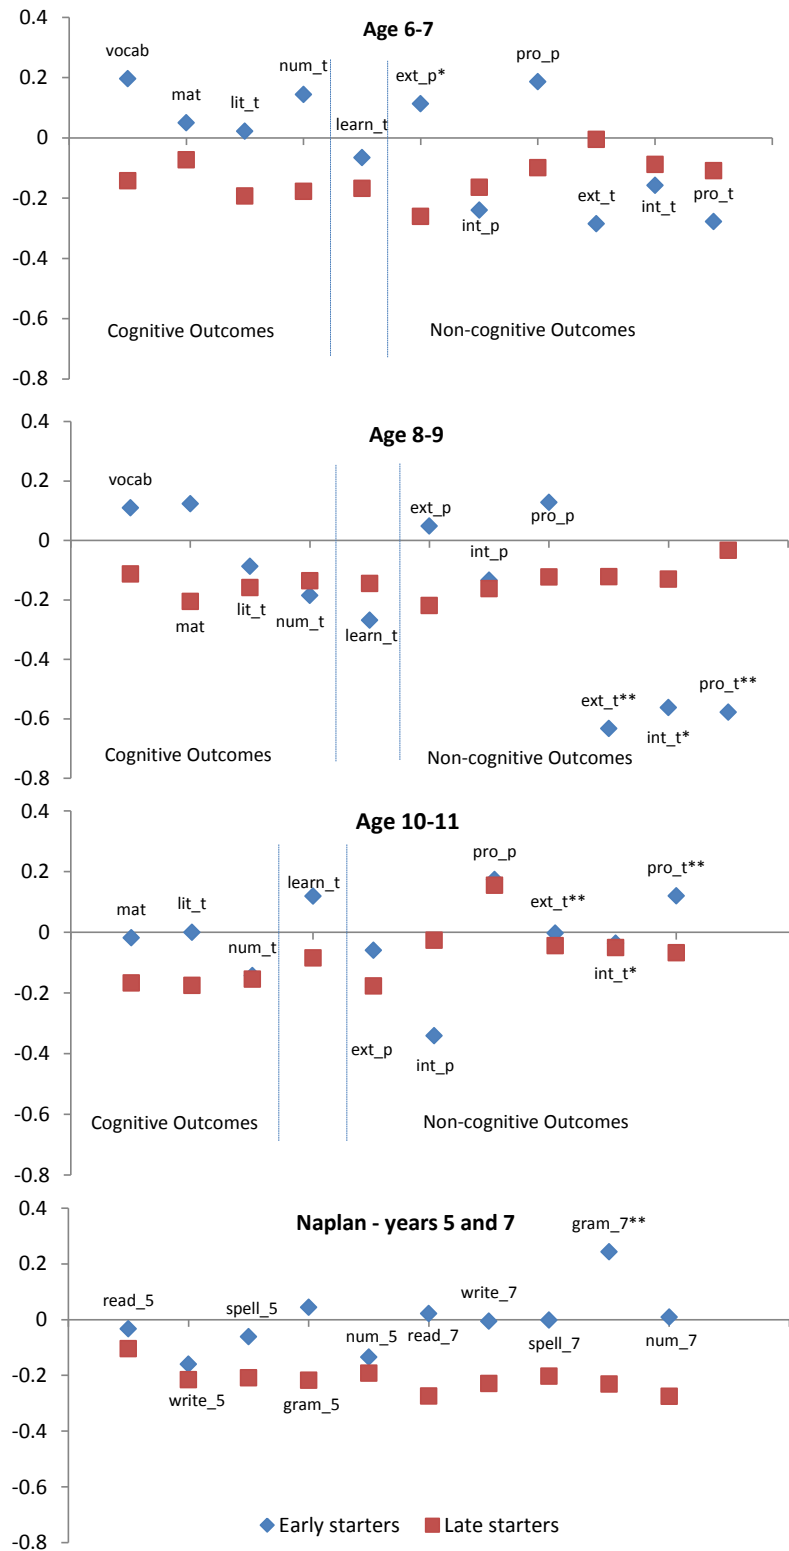 Age 6-7
0.4
0.2
0
-0.2
-0.4
-0.6
-0.8
vocab
mat
lit_t
num_t
learn_t
ext_p*
int_p
pro_p
ext_t
int_t
pro_t
Cognitive Outcomes
Non-cognitive Outcomes
Age 8-9
0.4
0.2
0
-0.2
-0.4
-0.6
-0.8
vocab
mat
lit_t
num_t
learn_t
ext_p
int_p
pro_p
ext_t**
int_t*
pro_t**
Cognitive Outcomes
Non-cognitive Outcomes
Age 10-11
0.4
0.2
0
-0.2
-0.4
-0.6
-0.8
mat
lit_t
num_t
learn_t
ext_p
int_p
pro_p
ext_t**
int_t*
pro_t**
Cognitive Outcomes
Non-cognitive Outcomes
Naplan - years 5 and 7
0.4
0.2
0
-0.2
-0.4
-0.6
-0.8
read_5
write_5
spell_5
gram_5
num_5
read_7
write_7
spell_7
gram_7**
num_7
Early starters
Late starters